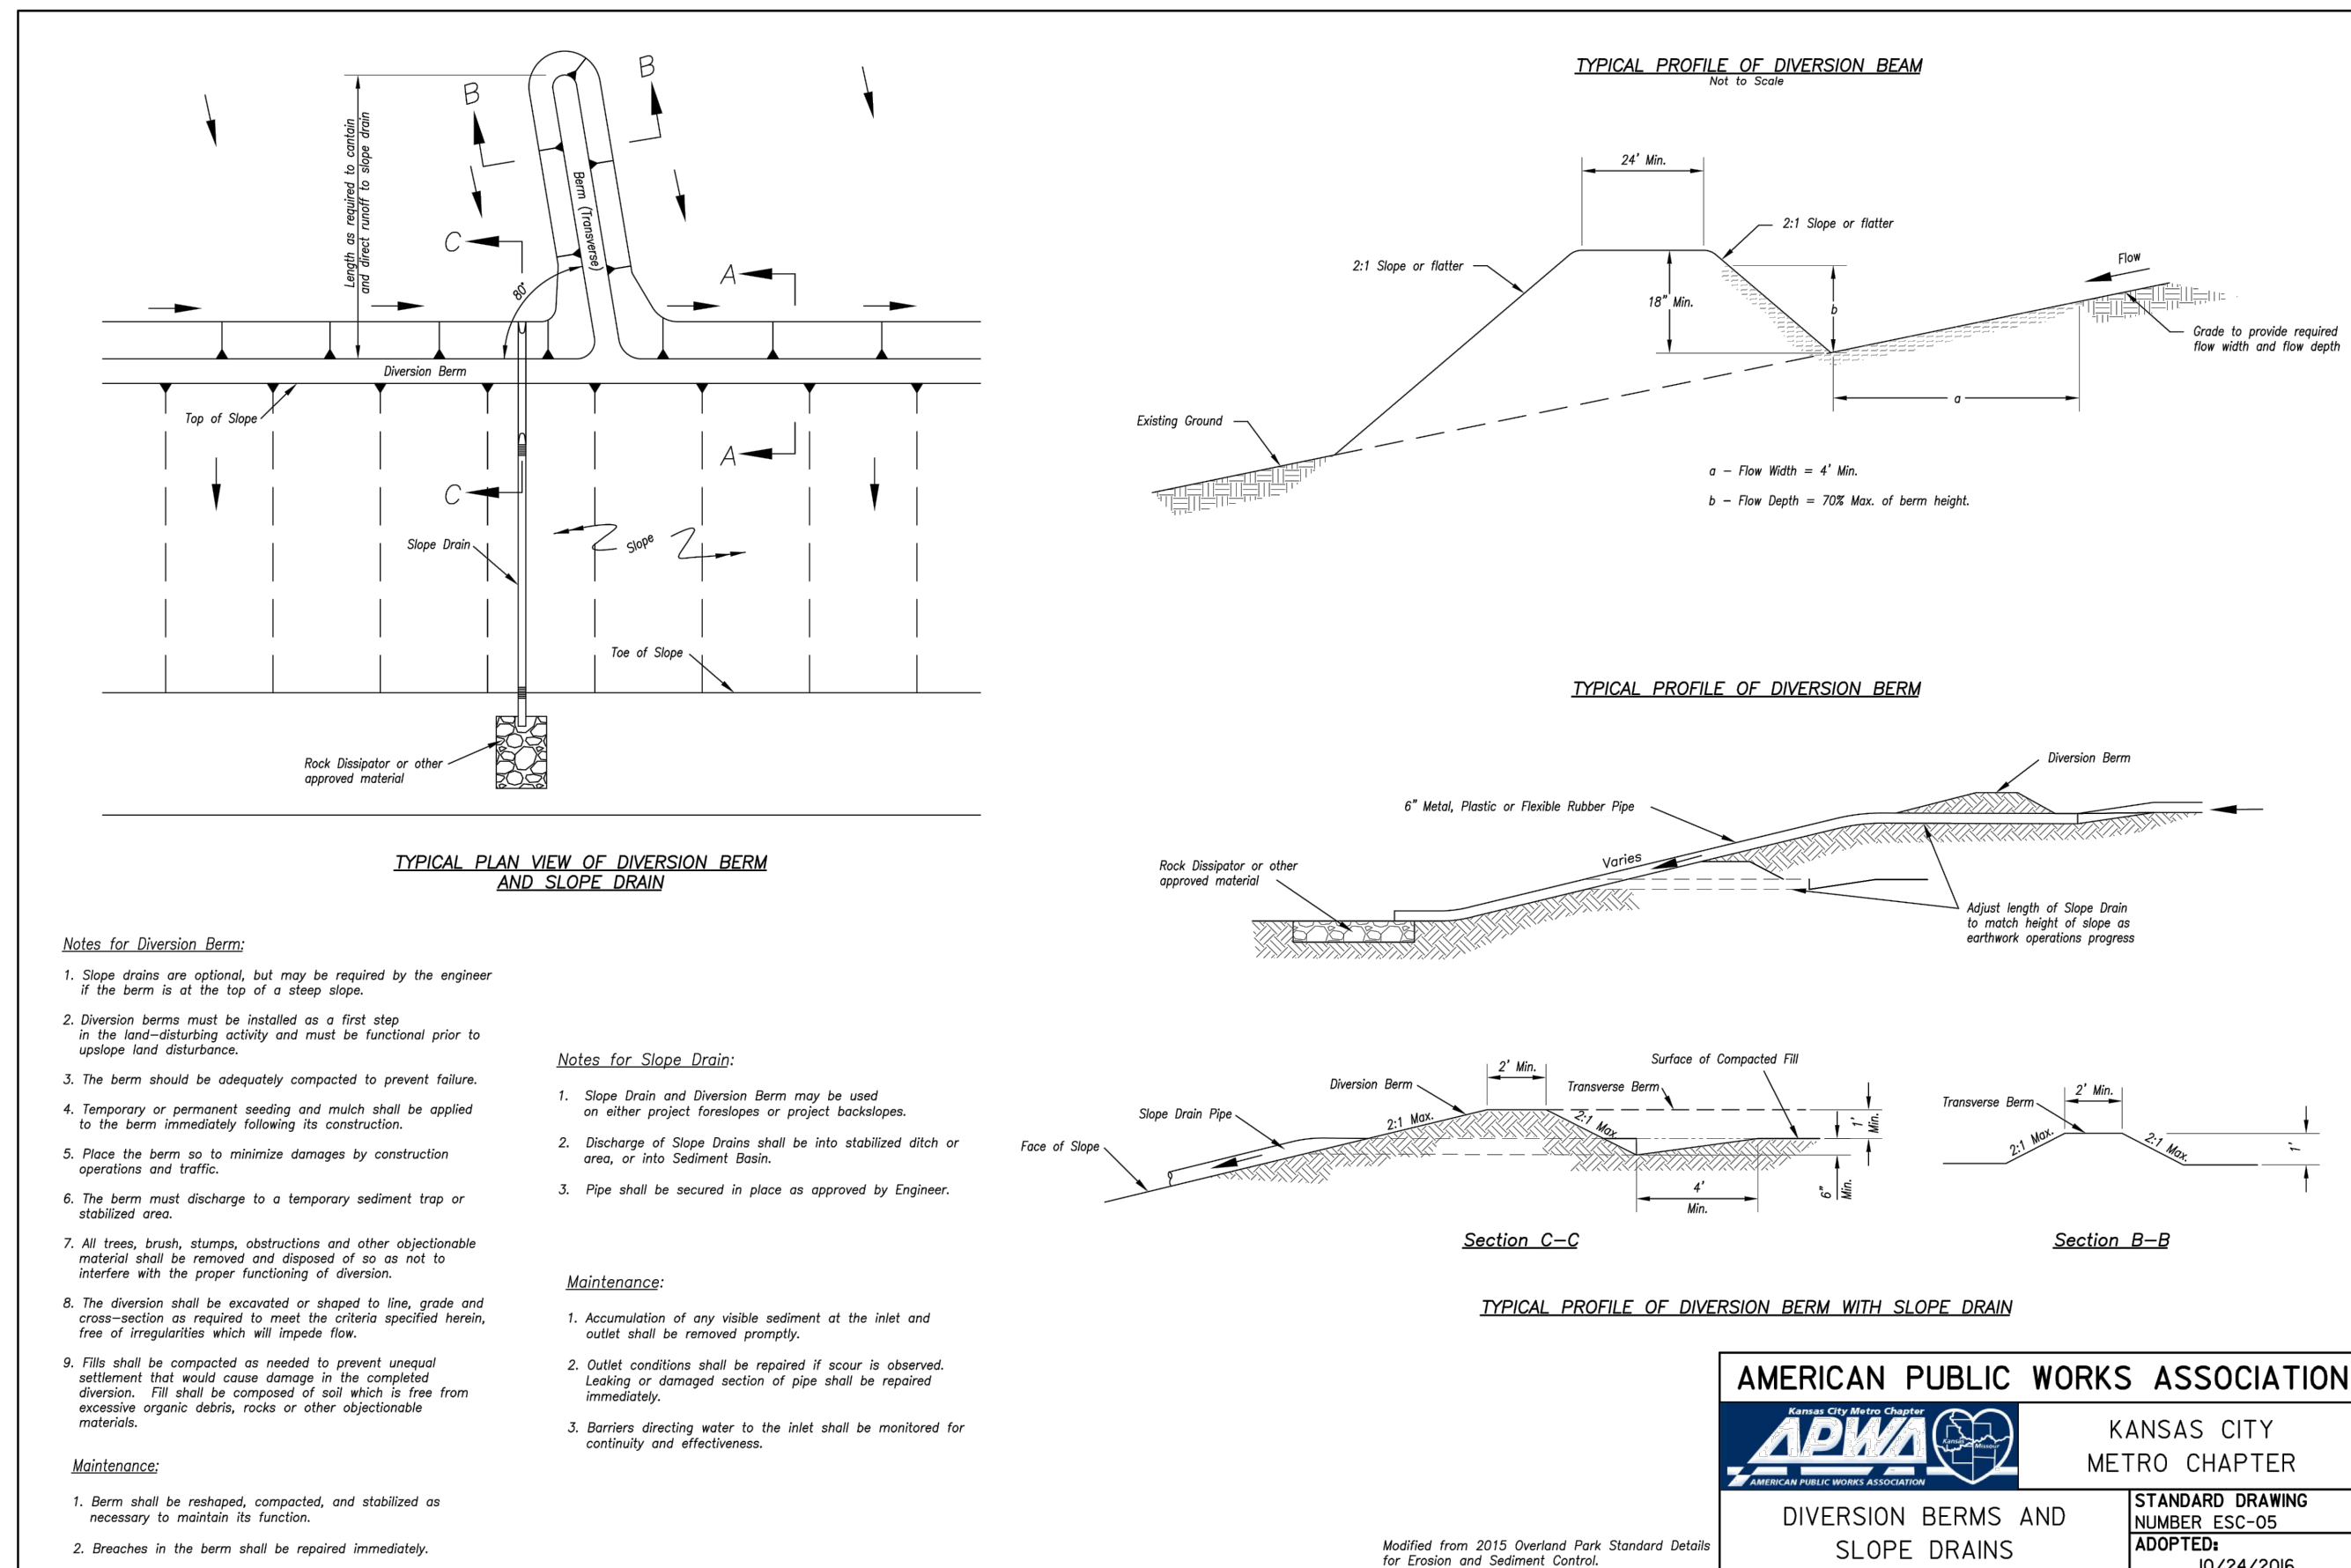 B
B
Length as required to cantain
and direct runoff to slope drain
Berm (Transverse)
C
80°
A
Diversion Berm
Top of Slope
A
C
Slope Drain
Slope
Toe of Slope
Rock Dissipator or other
approved material
TYPICAL PLAN VIEW OF DIVERSION BERM
AND SLOPE DRAIN
Notes for Diversion Berm:
1. Slope drains are optional, but may be required by the engineer
if the berm is at the top of a steep slope.
2. Diversion berms must be installed as a first step
in the land-disturbing activity and must be functional prior to
upslope land disturbance.
3. The berm should be adequately compacted to prevent failure.
4. Temporary or permanent seeding and mulch shall be applied
to the berm immediately following its construction.
5. Place the berm so to minimize damages by construction
operations and traffic.
6. The berm must discharge to a temporary sediment trap or
stabilized area.
7. All trees, brush, stumps, obstructions and other objectionable
material shall be removed and disposed of so as not to
interfere with the proper functioning of diversion.
8. The diversion shall be excavated or shaped to line, grade and
cross-section as required to meet the criteria specified herein,
free of irregularities which will impede flow.
9. Fills shall be compacted as needed to prevent unequal
settlement that would cause damage in the completed
diversion. Fill shall be composed of soil which is free from
excessive organic debris, rocks or other objectionable
materials.
Maintenance:
1. Berm shall be reshaped, compacted, and stabilized as
necessary to maintain its function.
2. Breaches in the berm shall be repaired immediately.
Notes for Slope Drain:
1. Slope Drain and Diversion Berm may be used
on either project foreslopes or project backslopes.
2. Discharge of Slope Drains shall be into stabilized ditch or
area, or into Sediment Basin.
3. Pipe shall be secured in place as approved by Engineer.
Maintenance:
1. Accumulation of any visible sediment at the inlet and
outlet shall be removed promptly.
2. Outlet conditions shall be repaired if scour is observed.
Leaking or damaged section of pipe shall be repaired
immediately.
3. Barriers directing water to the inlet shall be monitored for
continuity and effectiveness.
TYPICAL PROFILE OF DIVERSION BEAM
Not to Scale
24' Min.
2:1 Slope or flatter
2:1 Slope or flatter
Flow
18" Min.
b
Grade to provide required
flow width and flow depth
a
Existing Ground
a - Flow Width = 4' Min.
b - Flow Depth = 70% Max. of berm height.
TYPICAL PROFILE OF DIVERSION BERM
Diversion Berm
6" Metal, Plastic or Flexible Rubber Pipe
Varies
Rock Dissipator or other
approved material
Adjust length of Slope Drain
to match height of slope as
earthwork operations progress
2' Min.
Surface of Compacted Fill
Diversion Berm
Transverse Berm
Slope Drain Pipe
2:1 Max.
2:1 Max.
1'
Min.
Face of Slope
4'
Min.
6"
Min.
Section C-C
2' Min.
Transverse Berm
2:1 Max.
2:1 Max.
1'
Section B-B
TYPICAL PROFILE OF DIVERSION BERM WITH SLOPE DRAIN
Modified from 2015 Overland Park Standard Details
for Erosion and Sediment Control.
AMERICAN PUBLIC WORKS ASSOCIATION
Kansas City Metro Chapter
APWA
Kansas
Missouri
AMERICAN PUBLIC WORKS ASSOCIATION
KANSAS CITY
METRO CHAPTER
DIVERSION BERMS AND
SLOPE DRAINS
STANDARD DRAWING
NUMBER ESC-05
ADOPTED:
10/24/2016